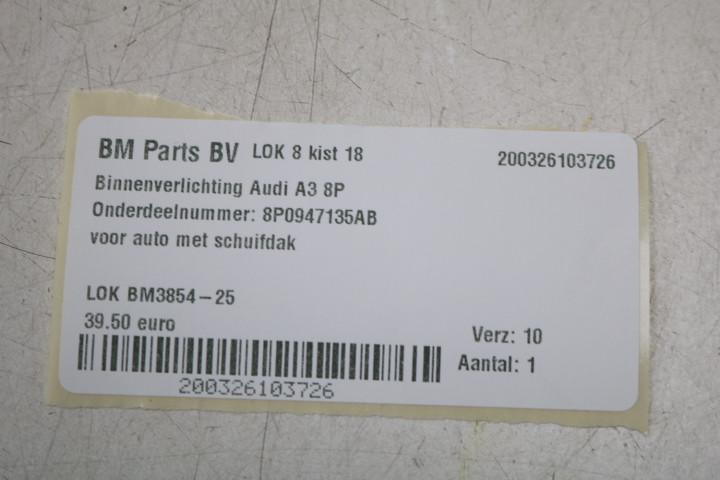 BM Parts BV LOK 8 kist 18 200326103726
Binnenverlichting Audi A3 8P
Onderdeelnummer: 8P0947135AB
voor auto met schuifdak
LOK BM3854-25
39.50 euro
Verz: 10
Aantal: 1
200326103726